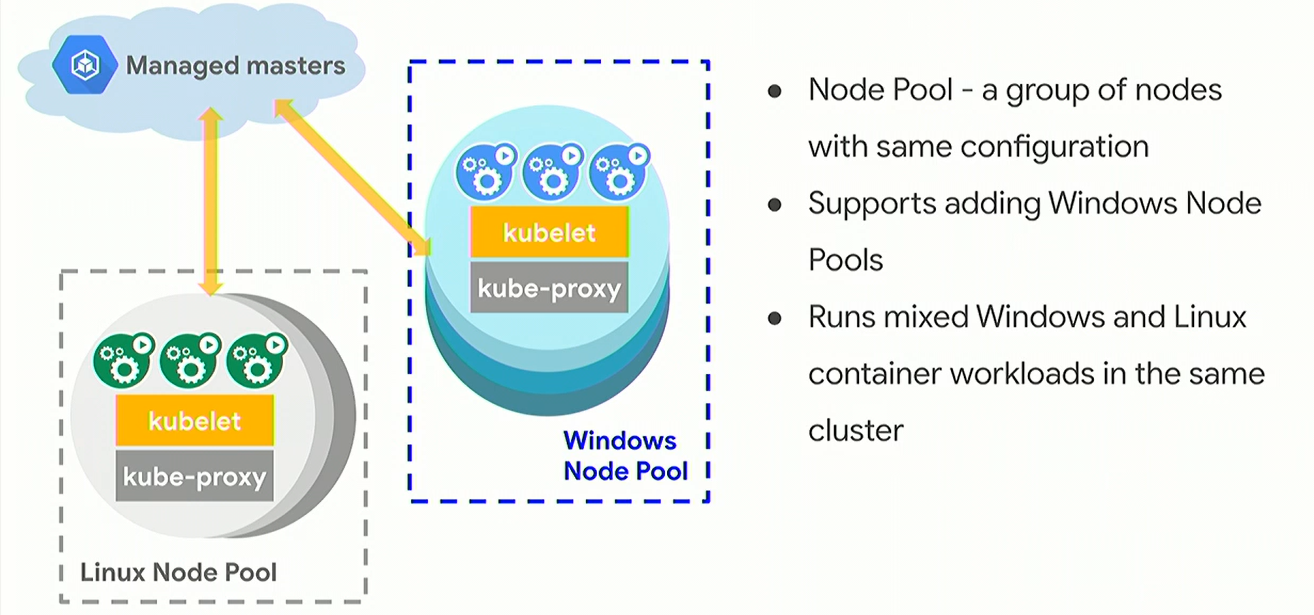 Managed masters
kubelet
kube-proxy
Linux Node Pool
kubelet
kube-proxy
Windows
Node Pool
● Node Pool - a group of nodes
with same configuration
● Supports adding Windows Node
Pools
● Runs mixed Windows and Linux
container workloads in the same
cluster